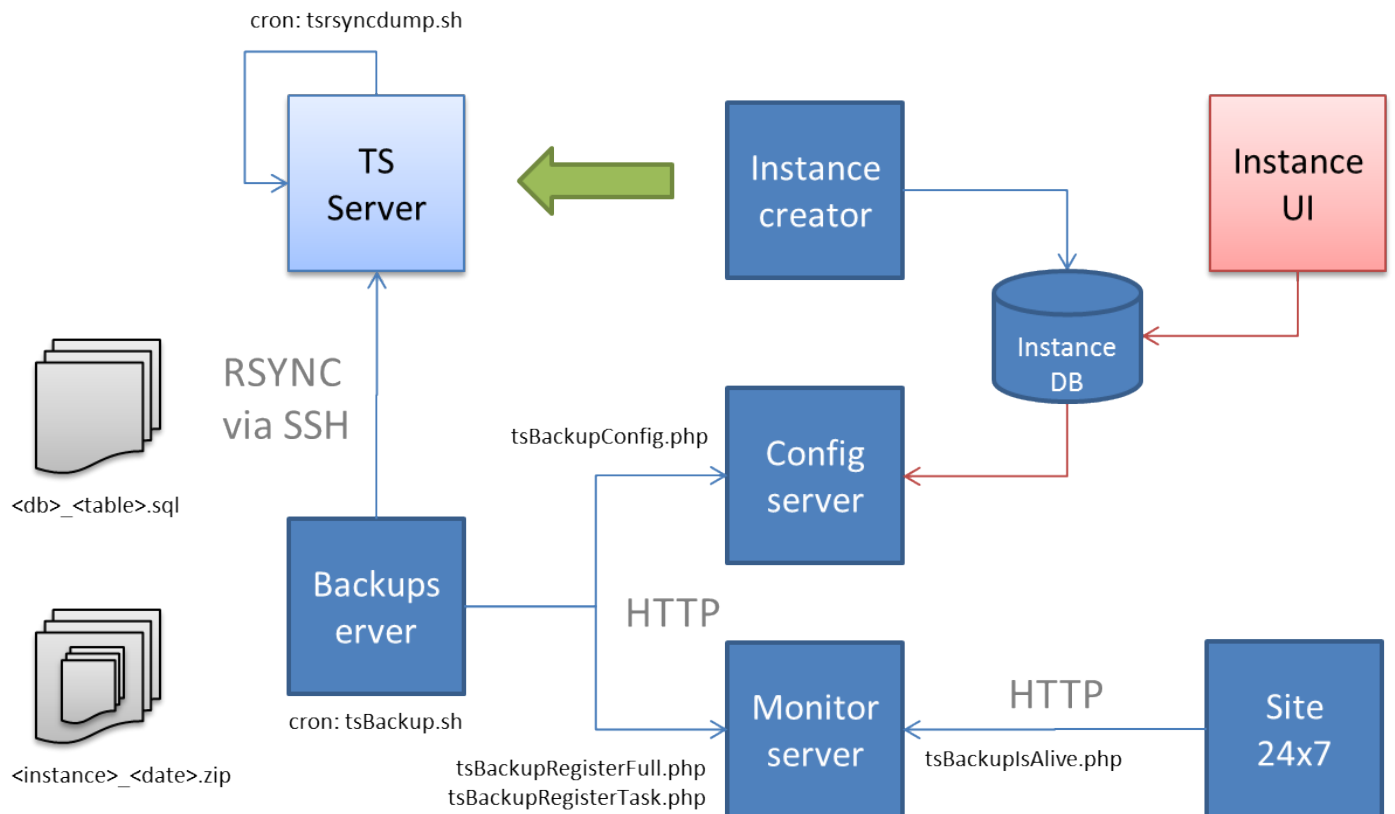 cron: tsrsyncdump.sh
TS
Server
Instance
creator
Instance
UI
Instance
DB
RSYNC
via SSH
<db>_<table>.sql
tsBackupConfig.php
Config
server
Backups
erver
cron: tsBackup.sh
HTTP
<instance>_<date>.zip
Monitor
server
tsBackupRegisterFull.php
tsBackupRegisterTask.php
HTTP
tsBackupIsAlive.php
Site
24x7